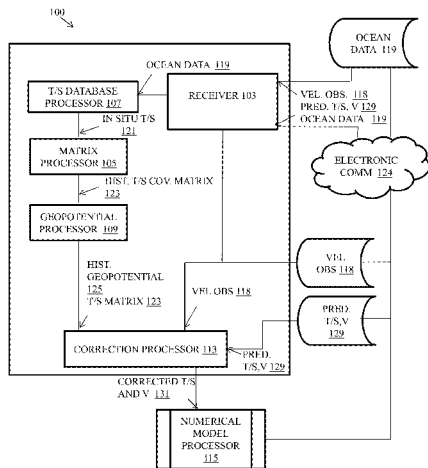 100
OCEAN
DATA 119
OCEAN DATA 119
T/S DATABASE
PROCESSOR 107
RECEIVER 103
VEL. OBS. 118
PRED. T/S, V 129
OCEAN DATA 119
IN SITU T/S
121
MATRIX
PROCESSOR 105
ELECTRONIC
COMM. 124
HIST. T/S COV. MATRIX
123
GEOPOTENTIAL
PROCESSOR 109
HIST.
GEOPOTENTIAL
125
T/S MATRIX 123
VEL OBS 118
VEL
OBS 118
PRED.
T/S,V
129
CORRECTION PROCESSOR 113
PRED.
T/S,V
129
CORRECTED T/S
AND V 131
NUMERICAL
MODEL
PROCESSOR
115